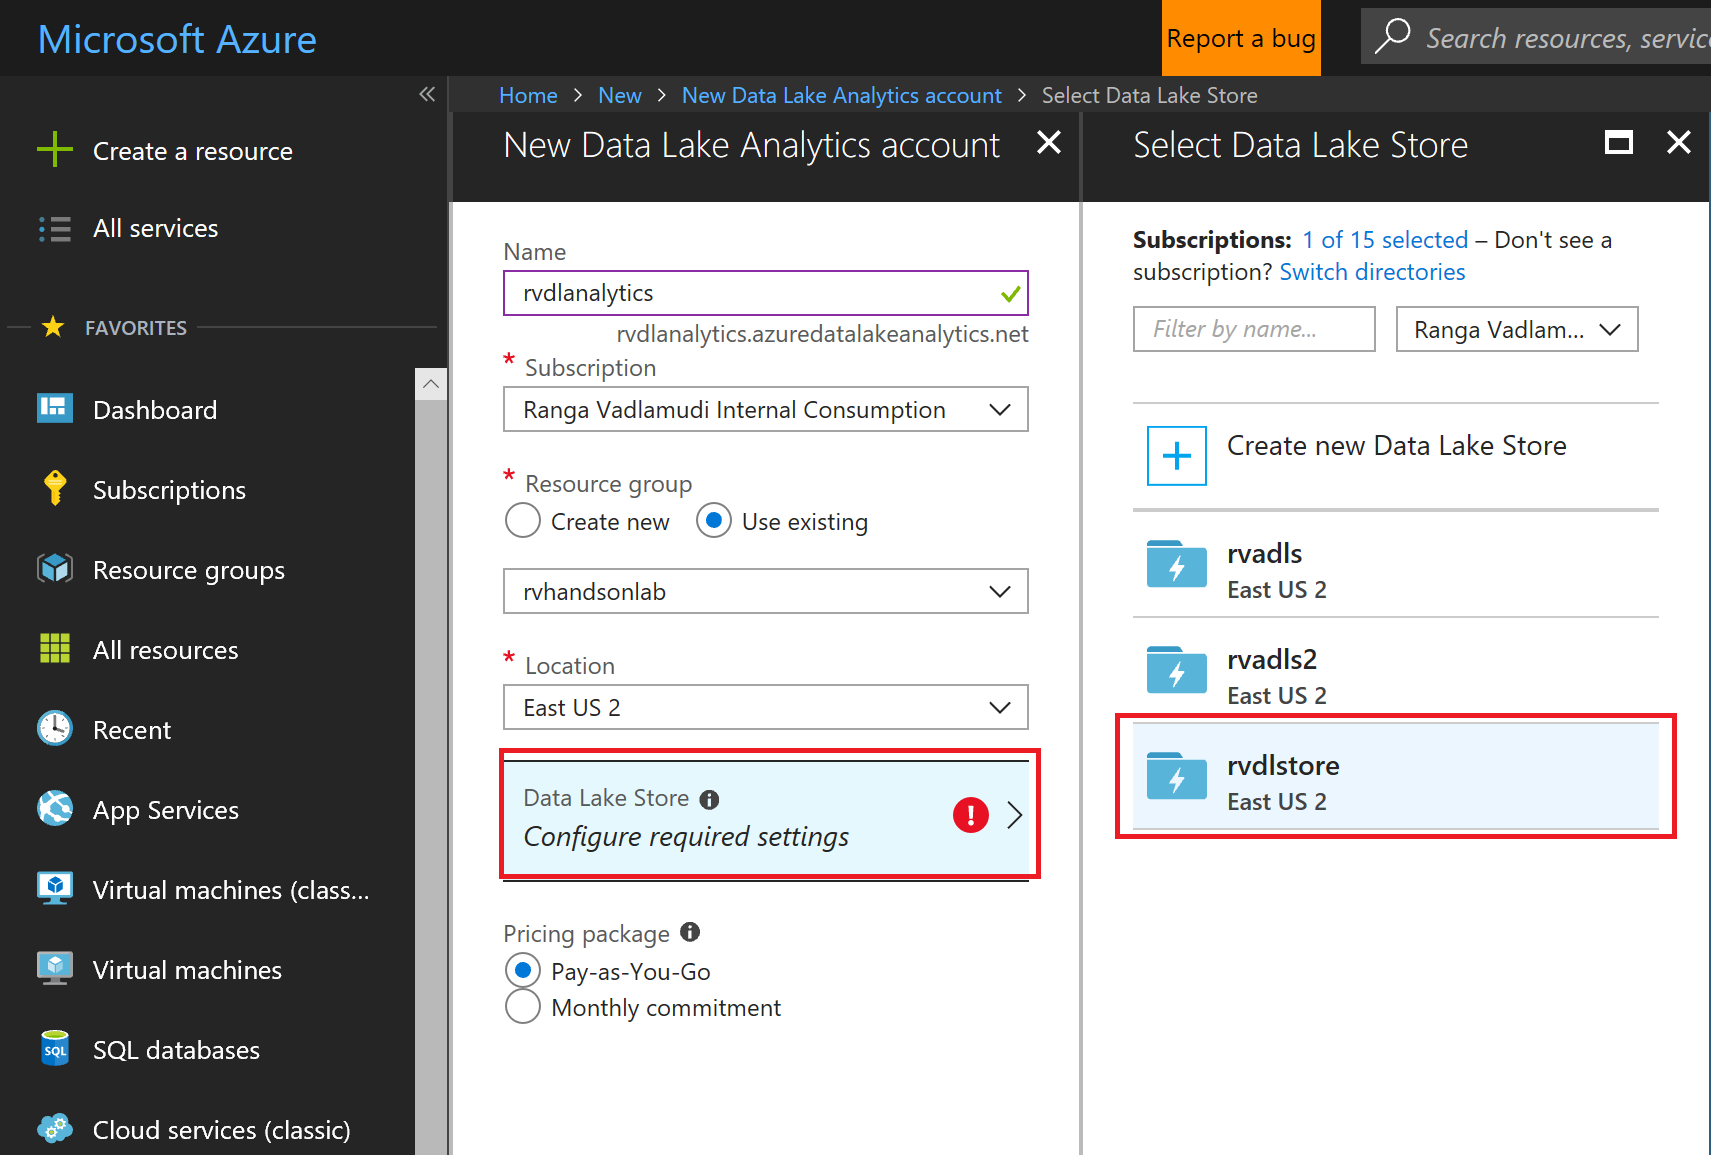 Microsoft Azure
Report a bug
Search resources, servic
Home > New > New Data Lake Analytics account > Select Data Lake Store
Create a resource
All services
FAVORITES
Dashboard
Subscriptions
Resource groups
All resources
Recent
App Services
Virtual machines (class...
Virtual machines
SQL databases
Cloud services (classic)
New Data Lake Analytics account
Name
rvdlanalytics
rvdlanalytics.azuredatalakeanalytics.net
* Subscription
Ranga Vadlamudi Internal Consumption
* Resource group
Create new Use existing
rvhandsonlab
* Location
East US 2
Data Lake Store
Configure required settings
Pricing package
Pay-as-You-Go
Monthly commitment
Select Data Lake Store
Subscriptions: 1 of 15 selected – Don't see a
subscription? Switch directories
Filter by name... Ranga Vadlam...
Create new Data Lake Store
rvadls
East US 2
rvadls2
East US 2
rvdlstore
East US 2